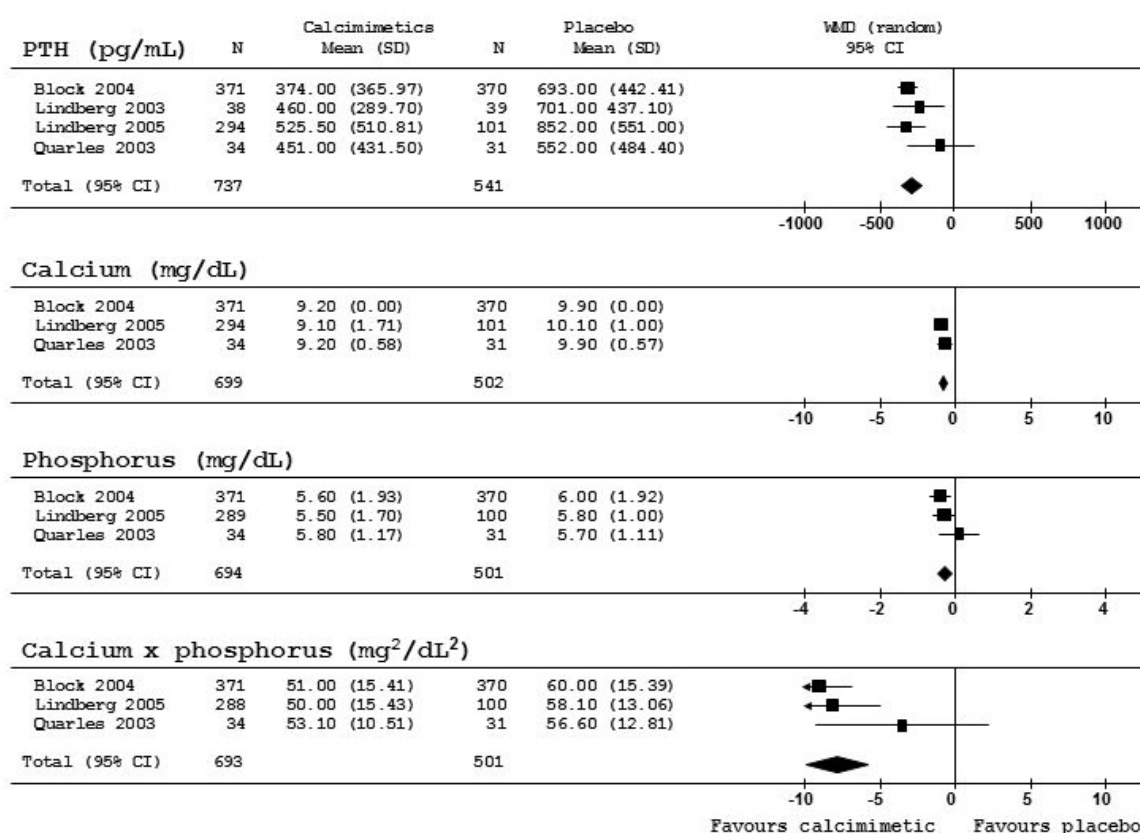 Calcimimetics Placebo WMD (random)
PTH (pg/mL) N Mean (SD) N Mean (SD) 95% CI
Block 2004 371 374.00 (365.97) 370 693.00 (442.41)
Lindberg 2003 38 460.00 (289.70) 39 701.00 437.10)
Lindberg 2005 294 525.50 (510.81) 101 852.00 (551.00)
Quarles 2003 34 451.00 (431.50) 31 552.00 (484.40)
Total (95% CI) 737 541
-1000 -500 0 500 1000
Calcium (mg/dL)
Block 2004 371 9.20 (0.00) 370 9.90 (0.00)
Lindberg 2005 294 9.10 (1.71) 101 10.10 (1.00)
Quarles 2003 34 9.20 (0.58) 31 9.90 (0.57)
Total (95% CI) 699 502
-10 -5 0 5 10
Phosphorus (mg/dL)
Block 2004 371 5.60 (1.93) 370 6.00 (1.92)
Lindberg 2005 289 5.50 (1.70) 100 5.80 (1.00)
Quarles 2003 34 5.80 (1.17) 31 5.70 (1.11)
Total (95% CI) 694 501
-4 -2 0 2 4
Calcium x phosphorus (mg²/dL²)
Block 2004 371 51.00 (15.41) 370 60.00 (15.39)
Lindberg 2005 288 50.00 (15.43) 100 58.10 (13.06)
Quarles 2003 34 53.10 (10.51) 31 56.60 (12.81)
Total (95% CI) 693 501
-10 -5 0 5 10
Favours calcimimetic Favours placebo